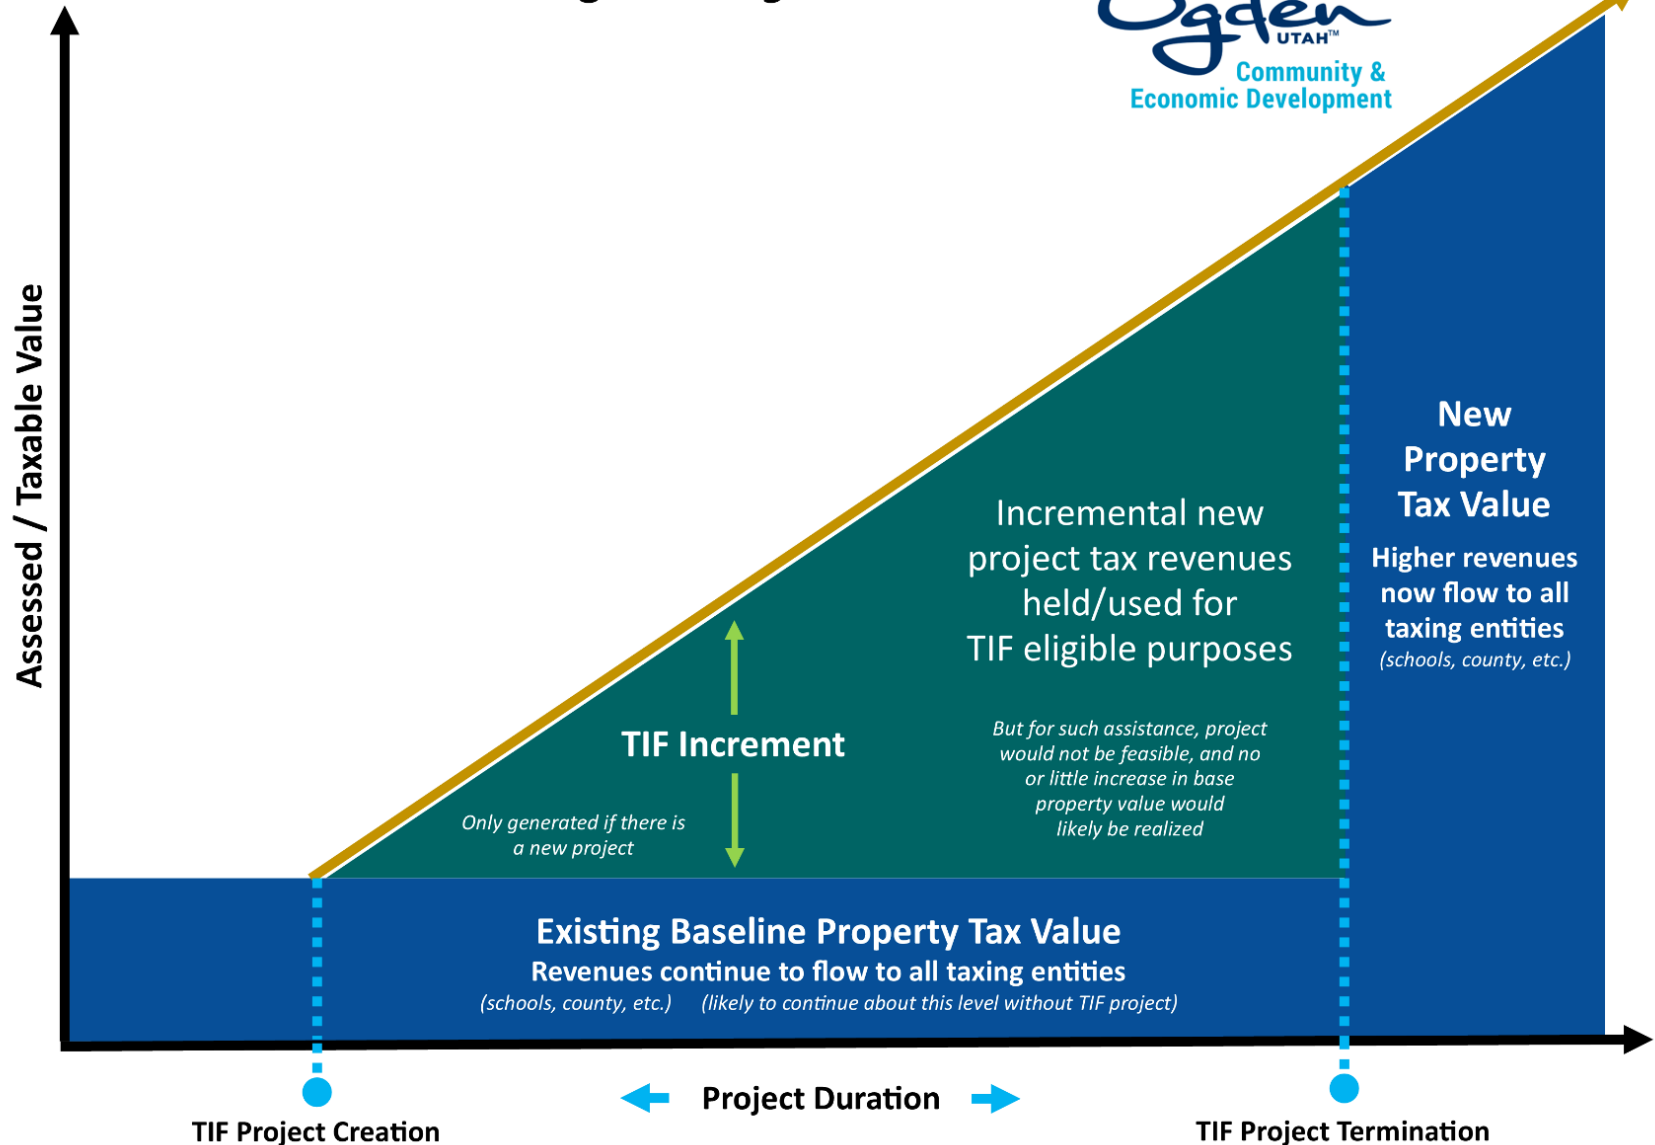 Ogden
UTAH™
Community &
Economic Development
Assessed / Taxable Value
New
Property
Tax Value
Higher revenues
now flow to all
taxing entities
(schools, county, etc.)
Incremental new
project tax revenues
held/used for
TIF eligible purposes
But for such assistance, project
would not be feasible, and no
or little increase in base
property value would
likely be realized
TIF Increment
Only generated if there is
a new project
Existing Baseline Property Tax Value
Revenues continue to flow to all taxing entities
(schools, county, etc.) (likely to continue about this level without TIF project)
Project Duration
TIF Project Creation
TIF Project Termination